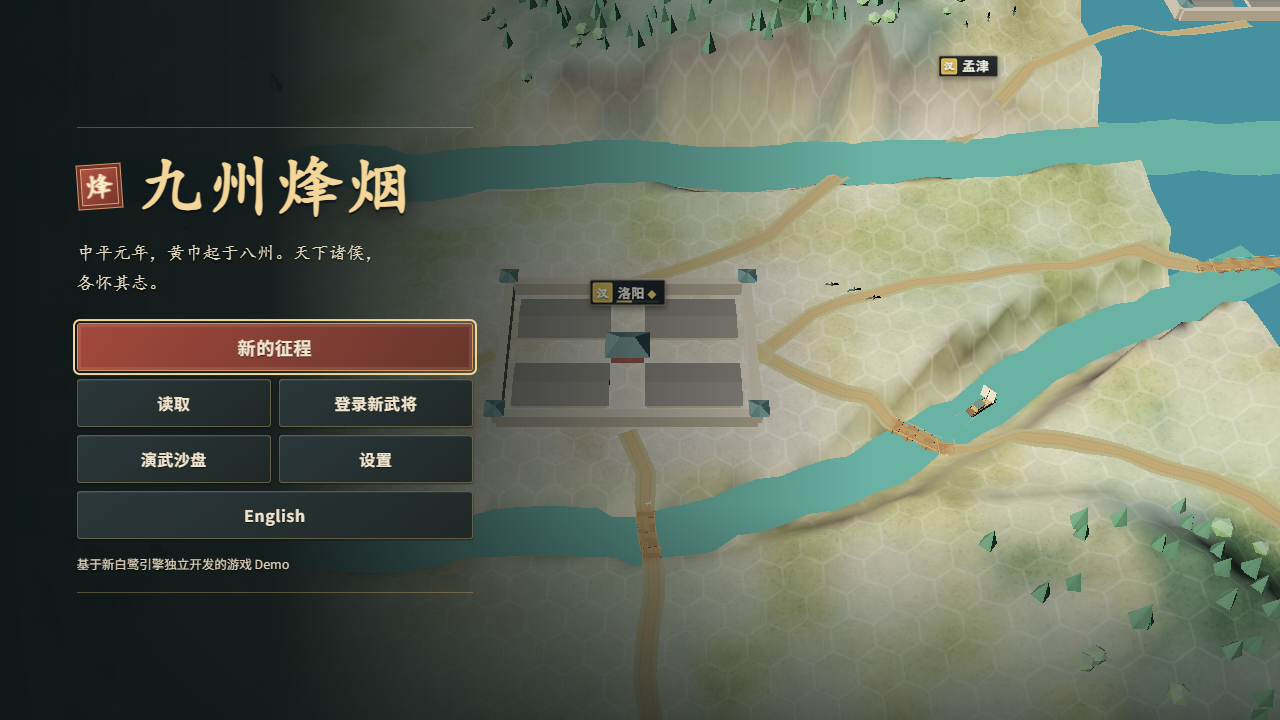 烽 九州烽烟
中平元年，黄巾起于八州。天下诸侯，
各怀其志。
新的征程
读取
登录新武将
演武沙盘
设置
English
基于新白鹭引擎独立开发的游戏 Demo
汉 孟津
汉 洛阳